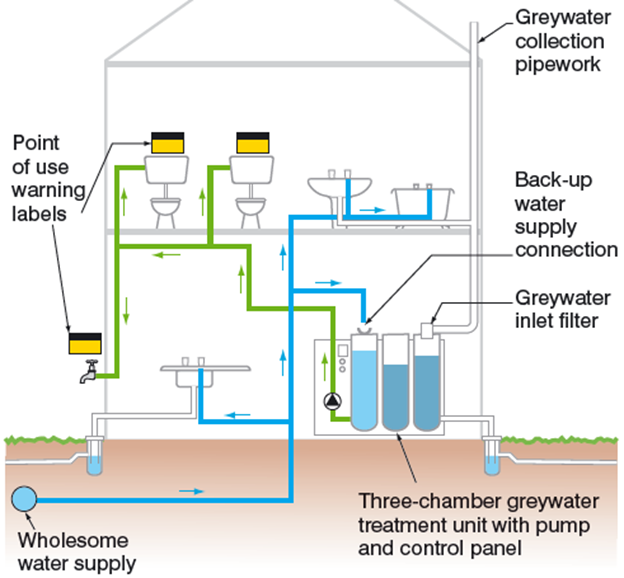 Greywater
collection
pipework
Point
of use
warning
labels
Back-up
water
supply
connection
Greywater
inlet filter
Three-chamber greywater
treatment unit with pump
and control panel
Wholesome
water supply